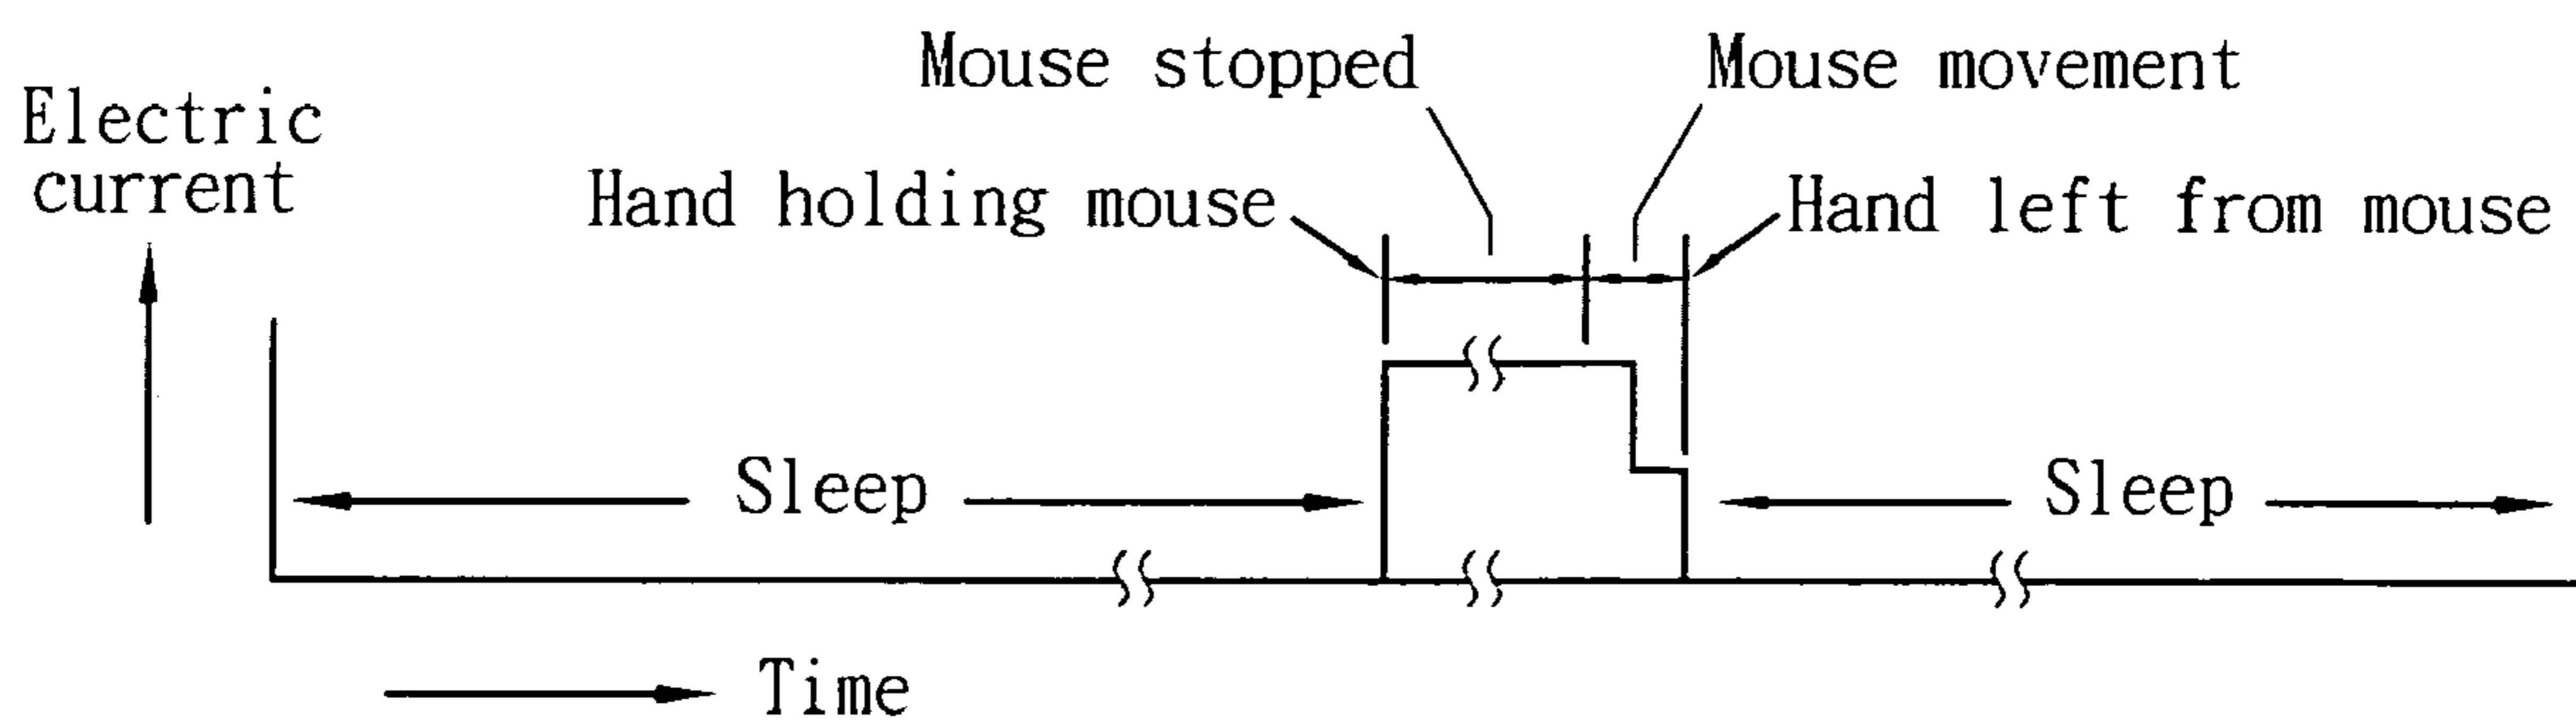 Mouse stopped
Mouse movement
Electric
current
Hand holding mouse
Hand left from mouse
Sleep
Sleep
Time